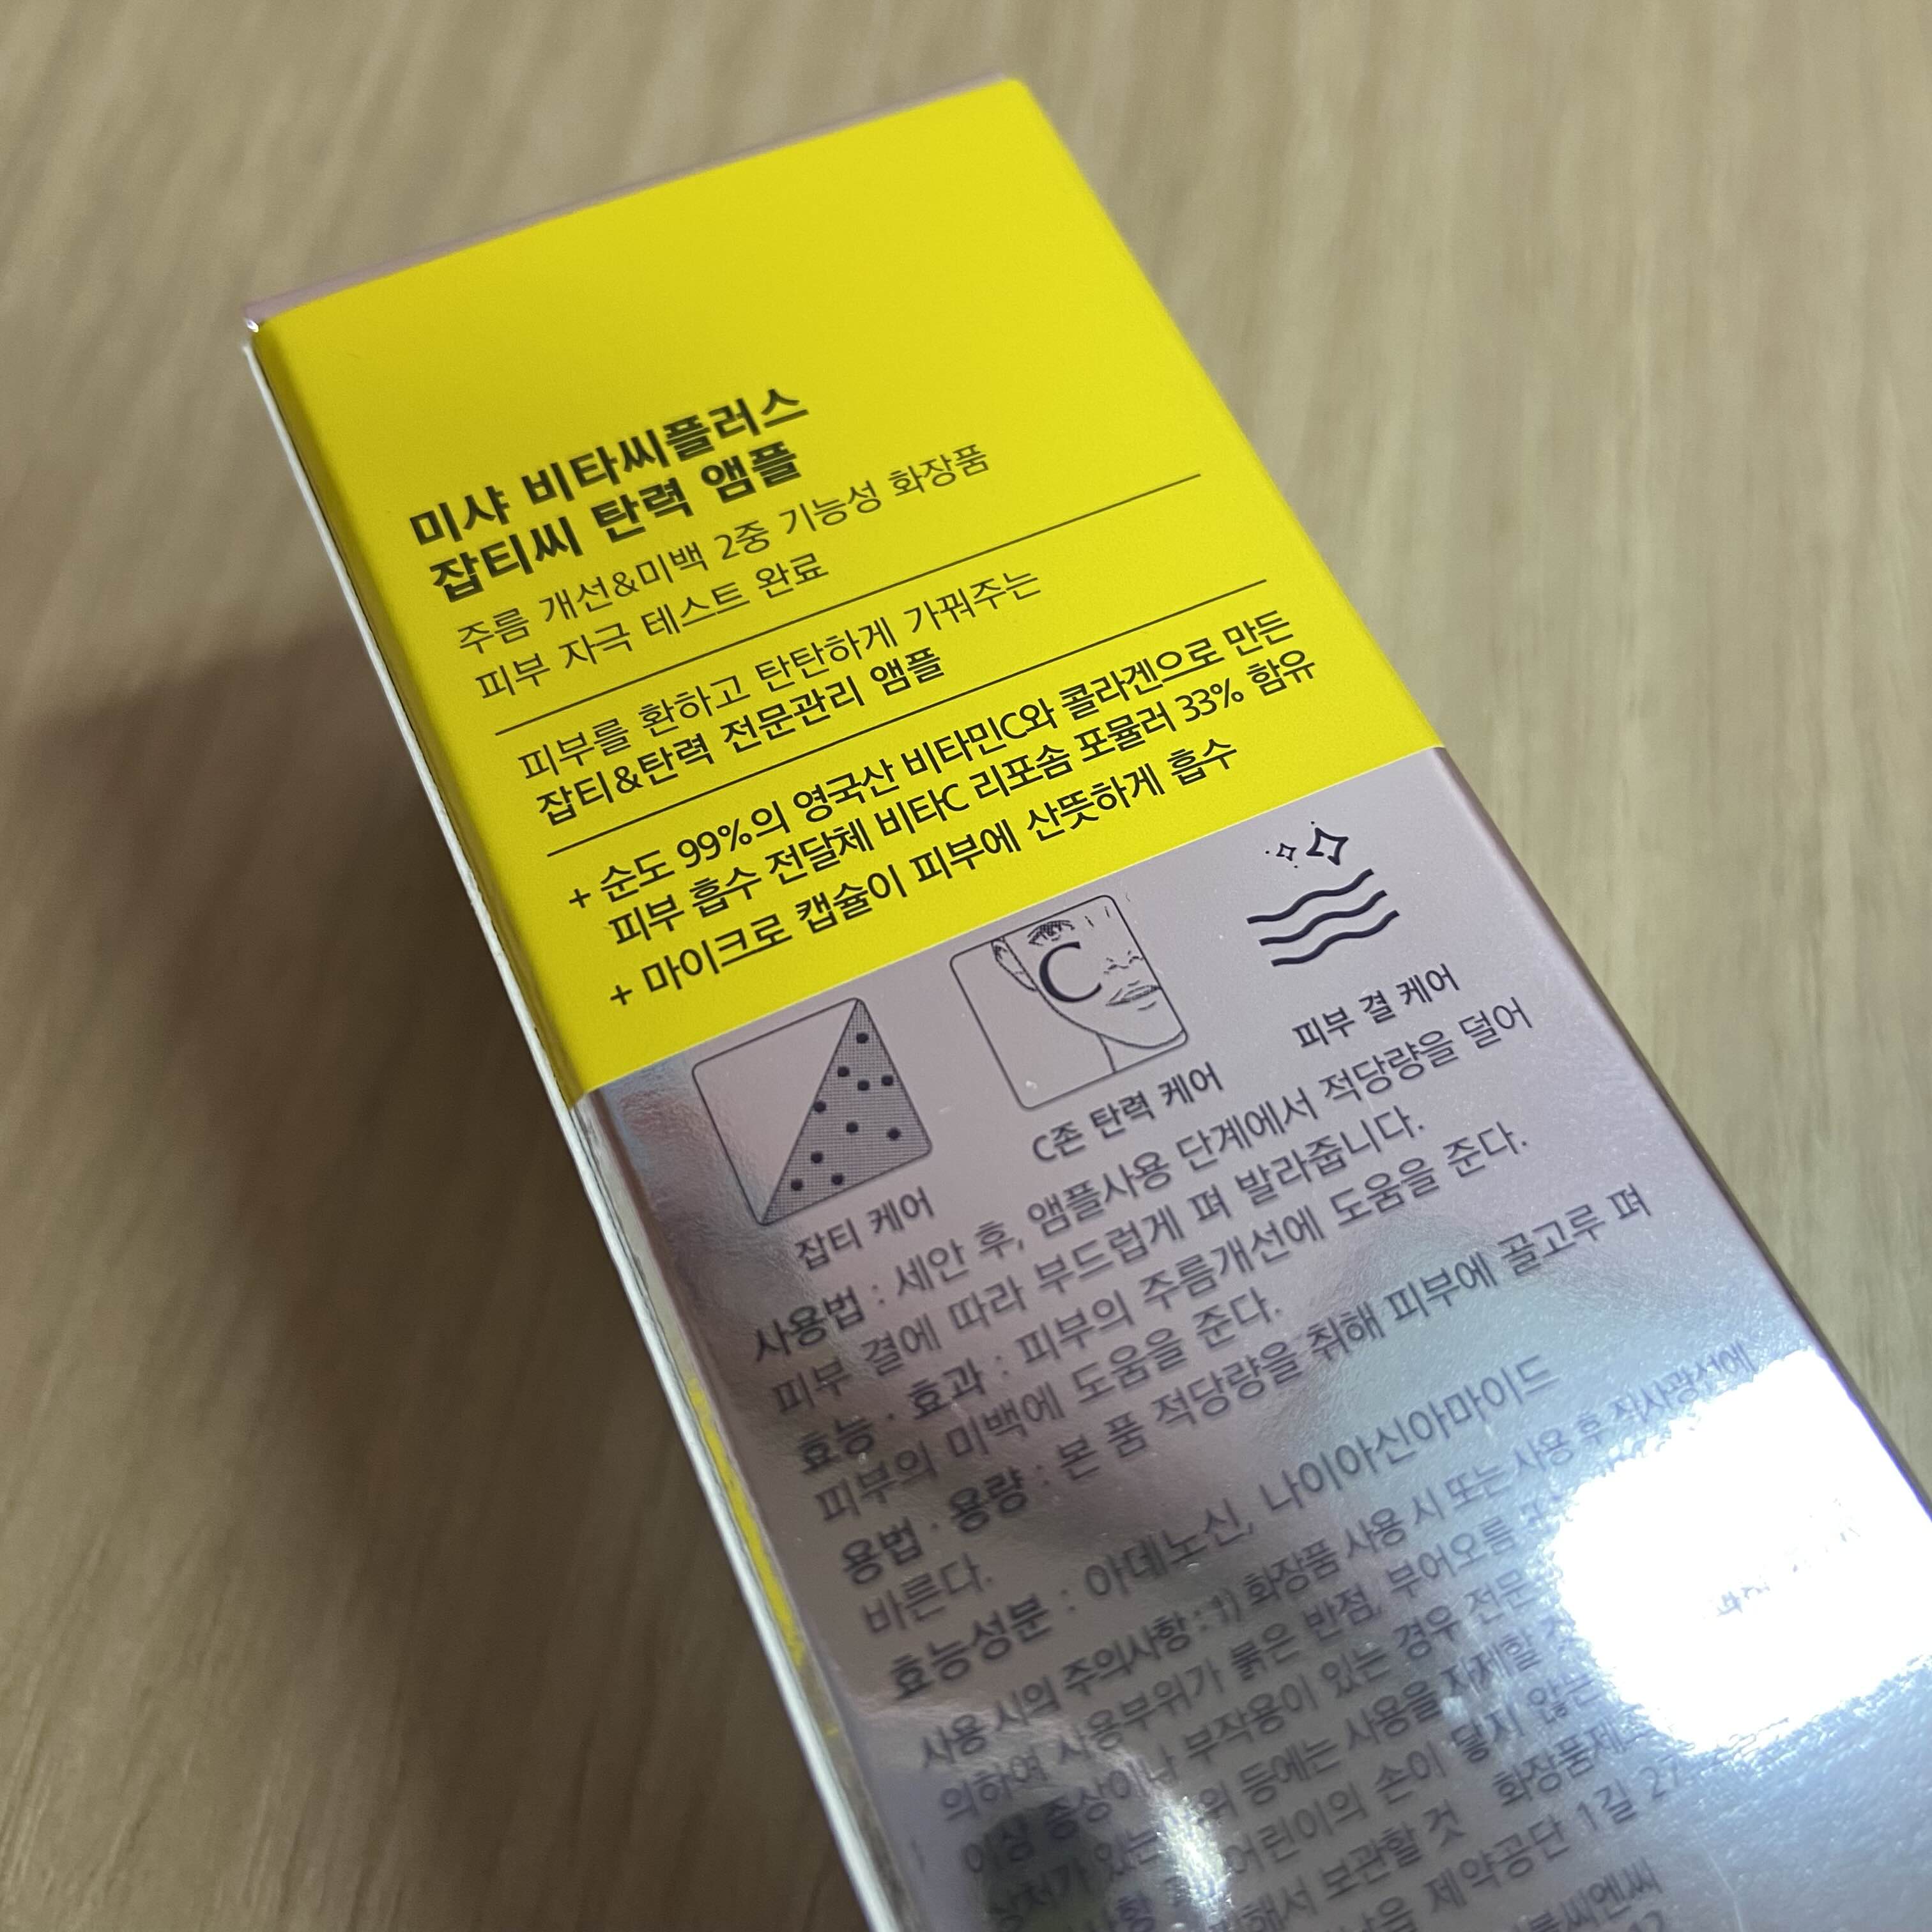 미샤 비타씨플러스
잡티씨 탄력 앰플
주름 개선&미백 2중 기능성 화장품
피부 자극 테스트 완료
피부를 환하고 탄탄하게 가꿔주는
잡티&탄력 전문관리 앰플
+ 순도 99%의 영국산 비타민C와 콜라겐으로 만든
피부 흡수 전달체 비타C 리포솜 포뮬러 33% 함유
+ 마이크로 캡슐이 피부에 산뜻하게 흡수
C
잡티 케어
C존 탄력 케어
피부 결 케어
사용법 : 세안 후, 앰플사용 단계에서 적당량을 덜어
피부 결에 따라 부드럽게 펴 발라줍니다.
효능 · 효과 : 피부의 주름개선에 도움을 준다.
피부의 미백에 도움을 준다.
용법 · 용량 : 본 품 적당량을 취해 피부에 골고루 펴
바른다.
효능성분 : 아데노신, 나이아신아마이드
사용 시의 주의사항 : 1) 화장품 사용 시 또는 사용 후 직사광선에
의하여 사용부위가 붉은 반점, 부어오름
이상 증상이나 부작용이 있는 경우 전문
상처가 있는 등에는 사용을 자제할 것
어린이의 손이 닿지 않는
해서 보관할 것
제약공단 1길